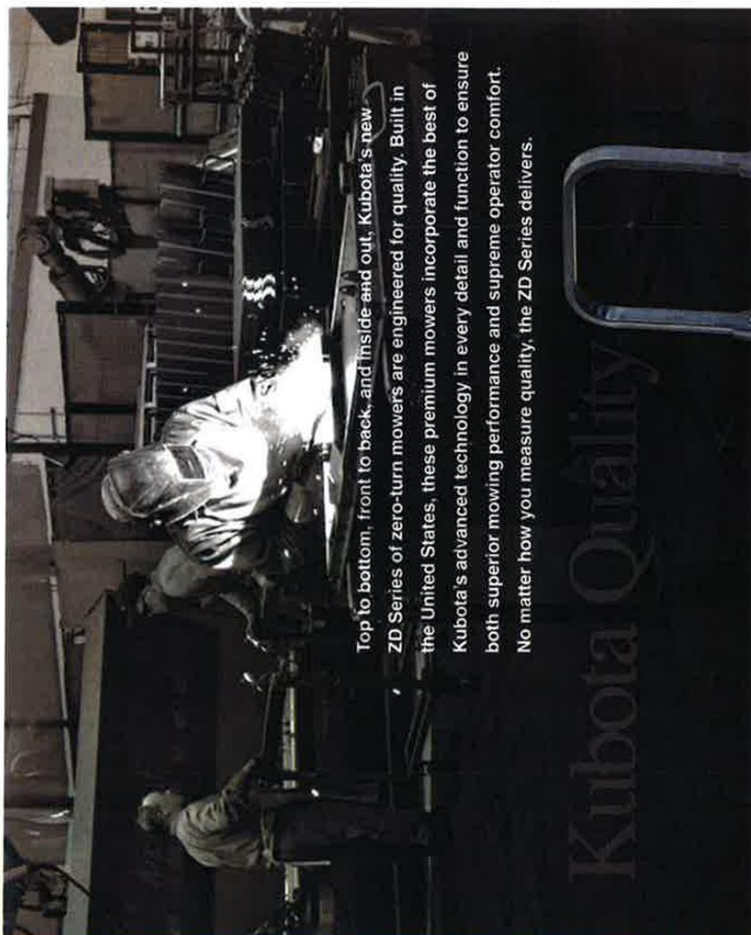 Top to bottom, front to back, and inside and out, Kubota's new
ZD Series of zero-turn mowers are engineered for quality. Built in
the United States, these premium mowers incorporate the best of
Kubota's advanced technology in every detail and function to ensure
both superior mowing performance and supreme operator comfort.
No matter how you measure quality, the ZD Series delivers.
Kubota Quality